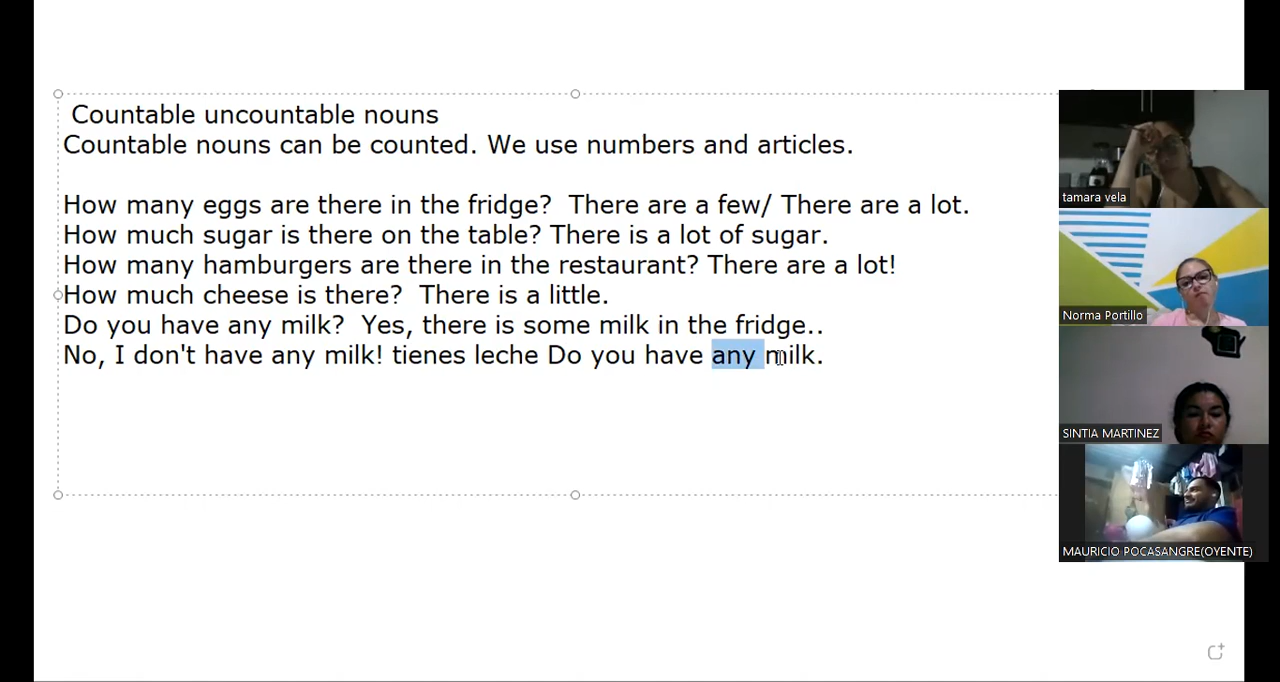 Countable uncountable nouns
Countable nouns can be counted. We use numbers and articles.
How many eggs are there in the fridge?  There are a few/ There are a lot.
How much sugar is there on the table? There is a lot of sugar.
How many hamburgers are there in the restaurant? There are a lot!
How much cheese is there?  There is a little.
Do you have any milk?  Yes, there is some milk in the fridge..
No, I don't have any milk! tienes leche Do you have any milk.
tamara vela
Norma Portillo
SINTIA MARTINEZ
MAURICIO POCASANGRE(OYENTE)